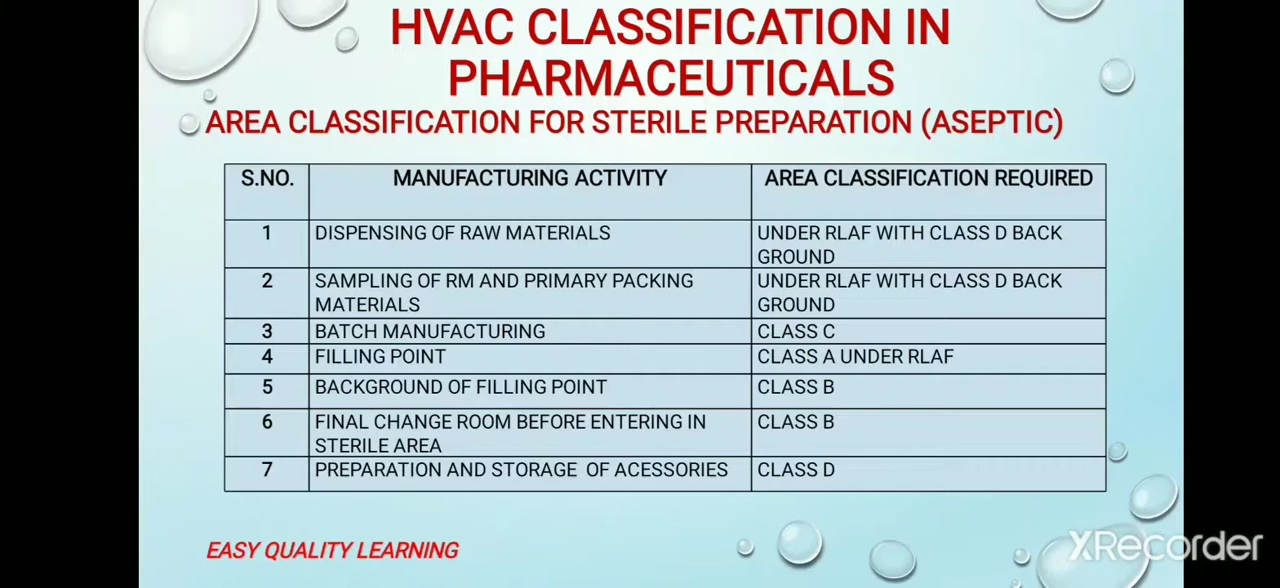 HVAC CLASSIFICATION IN
PHARMACEUTICALS
AREA CLASSIFICATION FOR STERILE PREPARATION (ASEPTIC)
S.NO. MANUFACTURING ACTIVITY AREA CLASSIFICATION REQUIRED
1 DISPENSING OF RAW MATERIALS UNDER RLAF WITH CLASS D BACK
GROUND
2 SAMPLING OF RM AND PRIMARY PACKING UNDER RLAF WITH CLASS D BACK
MATERIALS GROUND
3 BATCH MANUFACTURING CLASS C
4 FILLING POINT CLASS A UNDER RLAF
5 BACKGROUND OF FILLING POINT CLASS B
6 FINAL CHANGE ROOM BEFORE ENTERING IN CLASS B
STERILE AREA
7 PREPARATION AND STORAGE OF ACESSORIES CLASS D
EASY QUALITY LEARNING
XRecorder